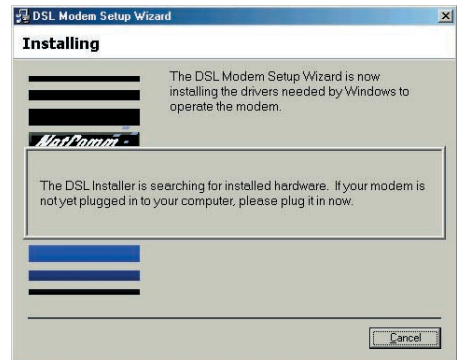 DSL Modem Setup Wizard
Installing
The DSL Modem Setup Wizard is now
installing the drivers needed by Windows to
operate the modem.
NetComm
The DSL Installer is searching for installed hardware. If your modem is
not yet plugged in to your computer, please plug it in now.
Cancel